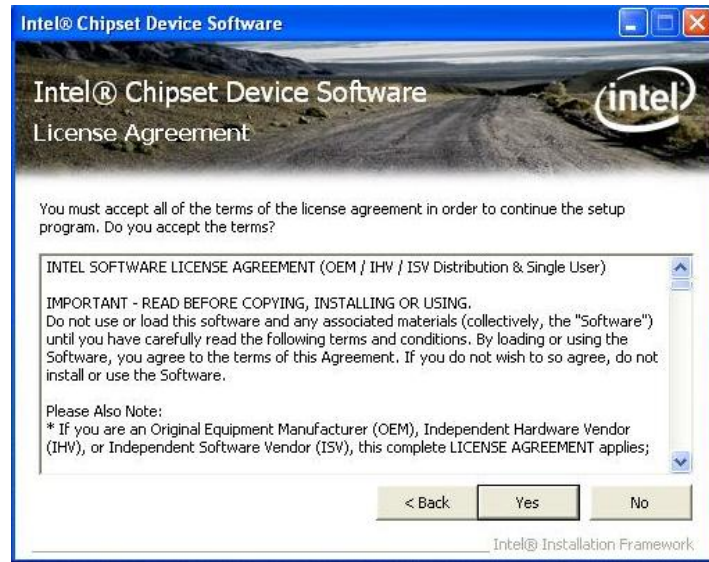 Intel® Chipset Device Software
Intel® Chipset Device Software
intel
License Agreement
You must accept all of the terms of the license agreement in order to continue the setup
program. Do you accept the terms?
INTEL SOFTWARE LICENSE AGREEMENT (OEM / IHV / ISV Distribution & Single User)
IMPORTANT - READ BEFORE COPYING, INSTALLING OR USING.
Do not use or load this software and any associated materials (collectively, the "Software")
until you have carefully read the following terms and conditions. By loading or using the
Software, you agree to the terms of this Agreement. If you do not wish to so agree, do not
install or use the Software.
Please Also Note:
* If you are an Original Equipment Manufacturer (OEM), Independent Hardware Vendor
(IHV), or Independent Software Vendor (ISV), this complete LICENSE AGREEMENT applies;
< Back Yes No
Intel® Installation Framework